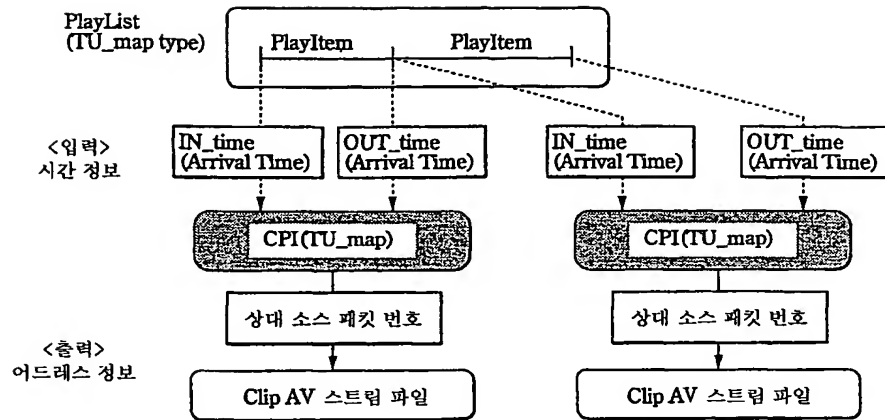 PlayList
(TU_map type)
PlayItem
PlayItem
<입력>
시간 정보
IN_time
(Arrival Time)
OUT_time
(Arrival Time)
IN_time
(Arrival Time)
OUT_time
(Arrival Time)
CPI(TU_map)
CPI(TU_map)
상대 소스 패킷 번호
상대 소스 패킷 번호
<출력>
어드레스 정보
Clip AV 스트림 파일
Clip AV 스트림 파일